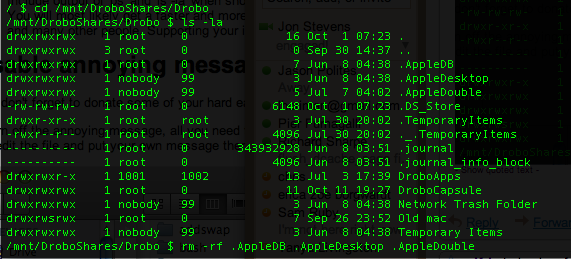 / $ cd /mnt/DroboShares/Drobo
/mnt/DroboShares/Drobo $ ls -la
drwxrwxrwx 1 root 0 16 Oct 1 07:23 .
drwxrwxrwx 3 root 0 0 Sep 30 14:37 ..
drwxrwxrwx 1 root 0 7 Jun 8 04:38 .AppleDB
drwxrwxrwx 1 nobody 99 3 Jun 8 04:38 .AppleDesktop
drwxrwxrwx 1 nobody 99 5 Jul 7 04:02 .AppleDouble
-rw-rw-rw- 1 root 0 6148 Oct 1 07:23 .DS_Store
drwxr-xr-x 1 root root 3 Jul 30 20:02 .TemporaryItems
-rwxr--r-- 1 root root 4096 Jul 30 20:02 ._.TemporaryItems
---------- 1 root 0 343932928 Jun 8 03:51 .journal
---------- 1 root 0 4096 Jun 8 03:51 .journal_info_block
drwxrwxr-x 1 1001 1002 13 Jul 3 17:39 DroboApps
drwxrwxrwx 1 root 0 11 Oct 11 19:27 DroboCapsule
drwxrwxrwx 1 nobody 99 3 Jun 8 04:38 Network Trash Folder
drwxrwsrwx 1 root 0 7 Sep 26 23:52 Old mac
drwxrwxrwx 1 nobody 99 3 Jun 8 04:38 Temporary Items
/mnt/DroboShares/Drobo $ rm -rf .AppleDB .AppleDesktop .AppleDouble
Jon Stevens
Reply